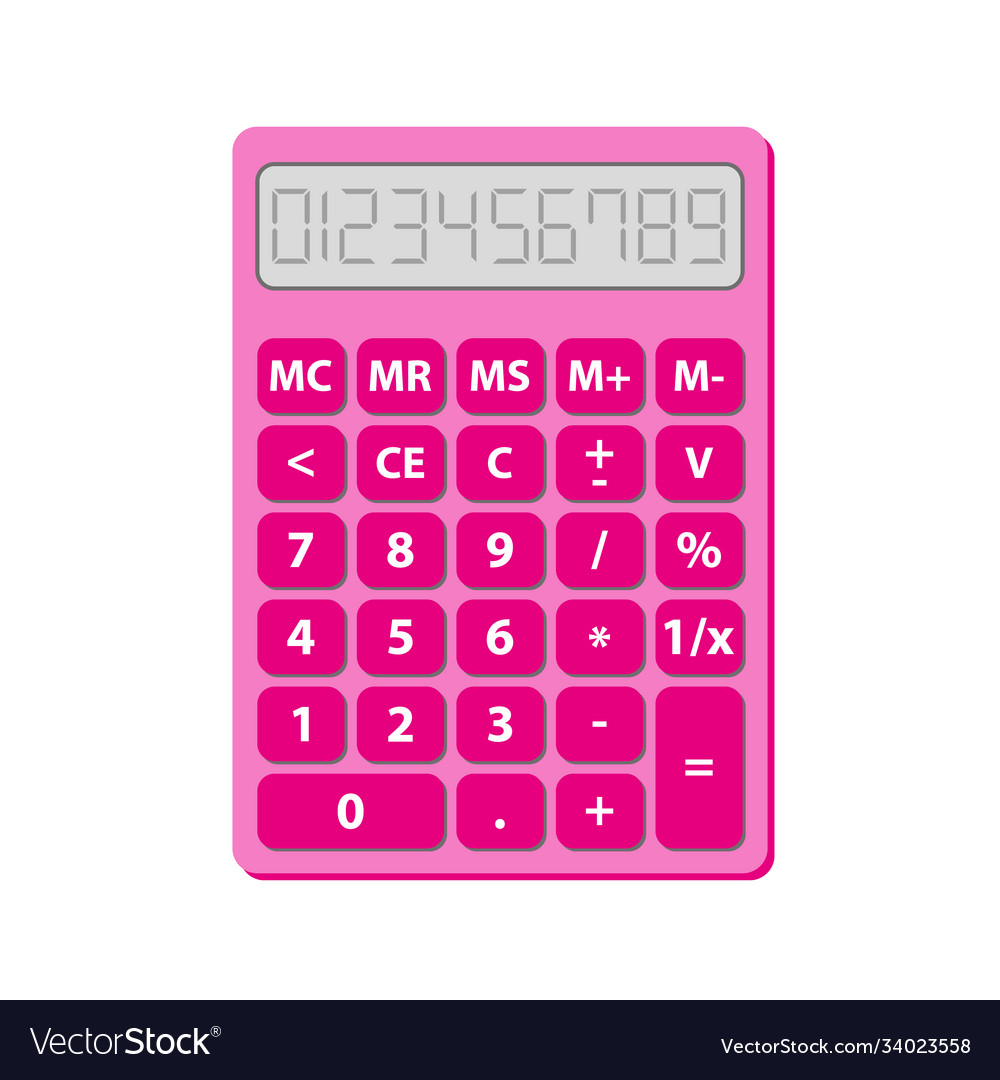 0123456789
MC MR MS M+ M-
< CE C ± V
7 8 9 / %
4 5 6 * 1/x
1 2 3 -
=
0 . +
VectorStock®
VectorStock.com/34023558